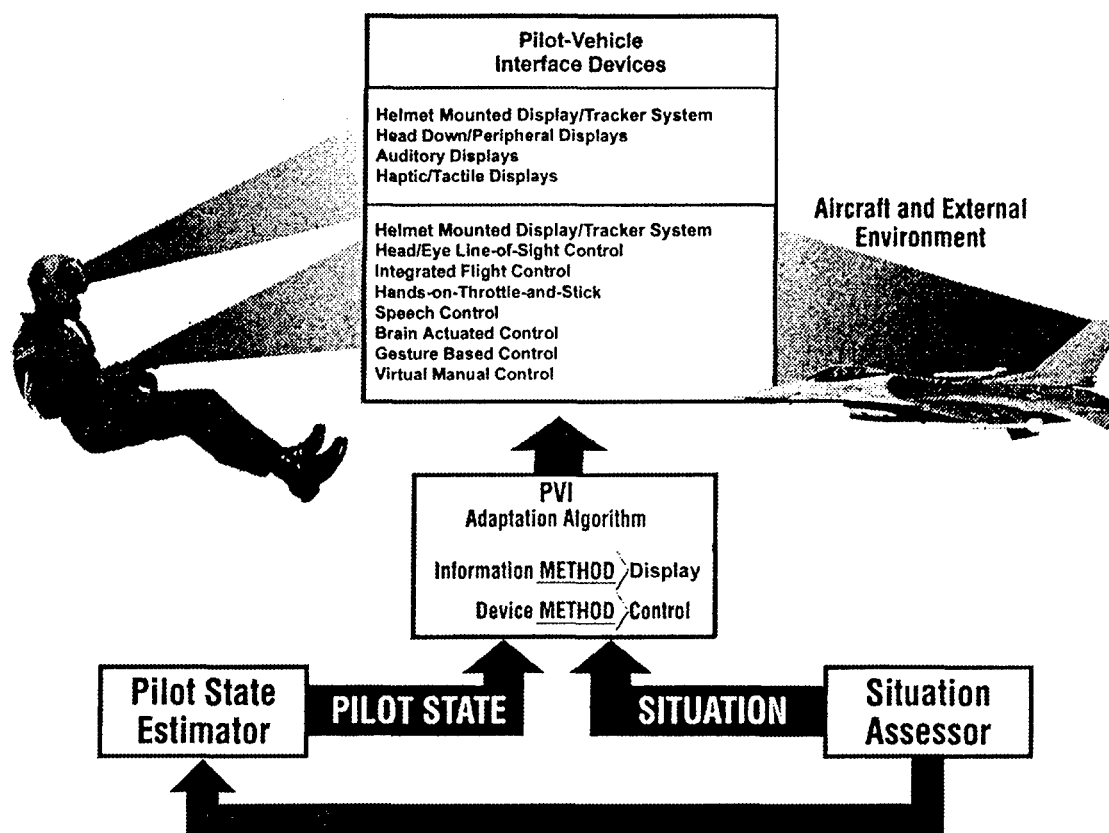 Pilot-Vehicle
Interface Devices
Helmet Mounted Display/Tracker System
Head Down/Peripheral Displays
Auditory Displays
Haptic/Tactile Displays
Helmet Mounted Display/Tracker System
Head/Eye Line-of-Sight Control
Integrated Flight Control
Hands-on-Throttle-and-Stick
Speech Control
Brain Actuated Control
Gesture Based Control
Virtual Manual Control
Aircraft and External
Environment
PVI
Adaptation Algorithm
Information METHOD Display
Device METHOD Control
Pilot State
Estimator
PILOT STATE
SITUATION
Situation
Assessor